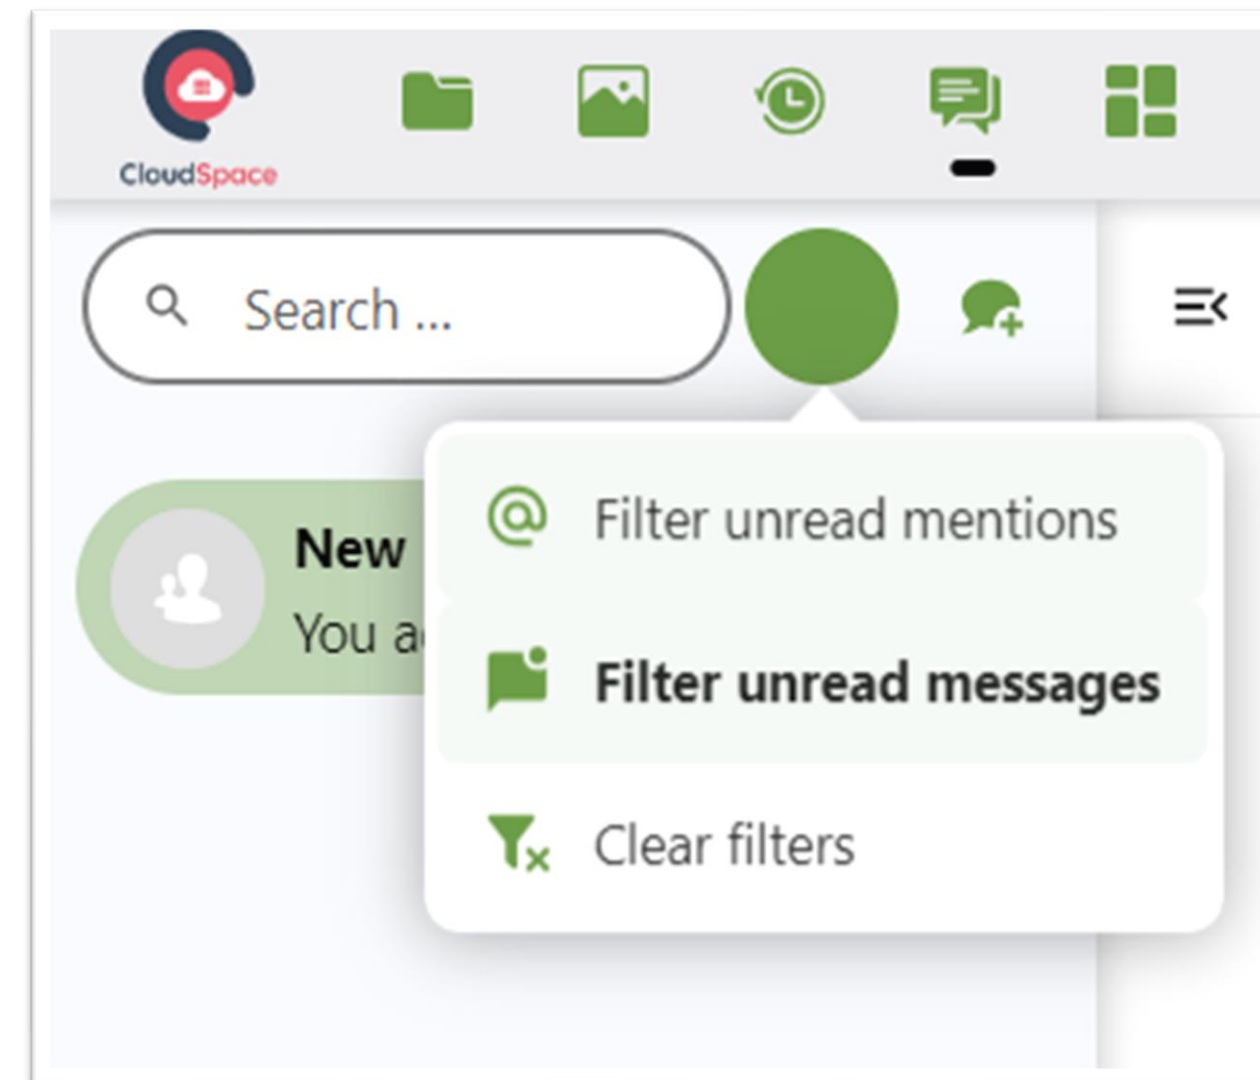 CloudSpace
Search ...
New
You
Filter unread mentions
Filter unread messages
Clear filters